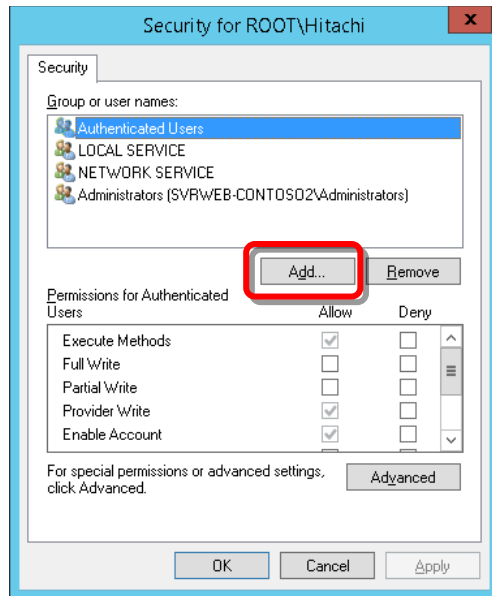 Security for ROOT\Hitachi
x
Security
Group or user names:
Authenticated Users
LOCAL SERVICE
NETWORK SERVICE
Administrators (SVRWEB-CONTOSO2\Administrators)
Add...
Remove
Permissions for Authenticated
Users
Allow
Deny
Execute Methods
Full Write
Partial Write
Provider Write
Enable Account
For special permissions or advanced settings,
click Advanced.
Advanced
OK
Cancel
Apply